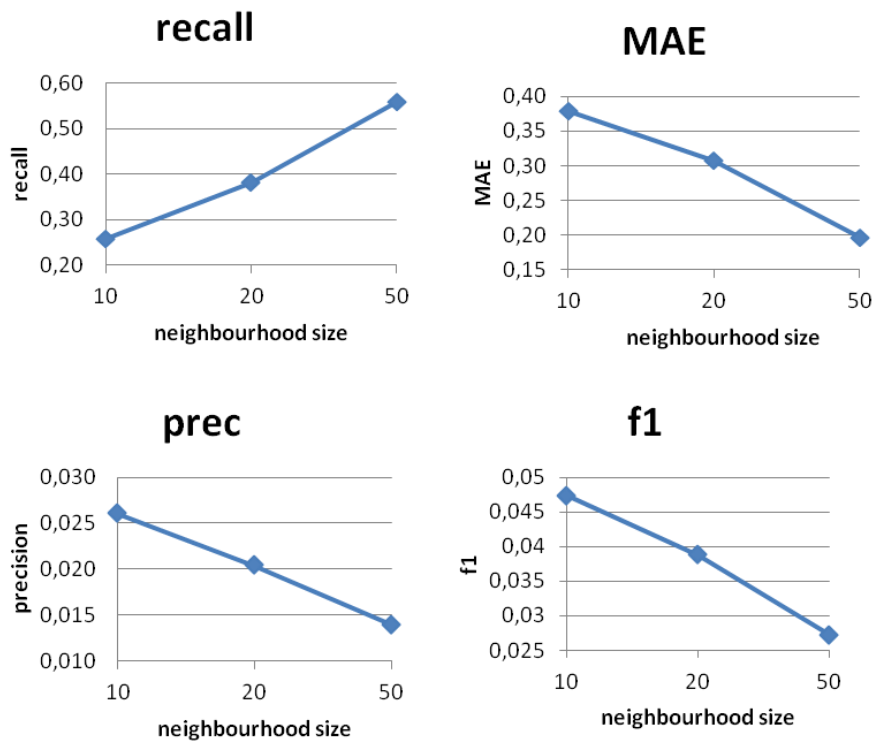 recall
0,60
0,50
0,40
0,30
0,20
recall
10 20 50
neighbourhood size
MAE
0,40
0,35
0,30
0,25
0,20
0,15
MAE
10 20 50
neighbourhood size
prec
0,030
0,025
0,020
0,015
0,010
precision
10 20 50
neighbourhood size
f1
0,05
0,045
0,04
0,035
0,03
0,025
f1
10 20 50
neighbourhood size